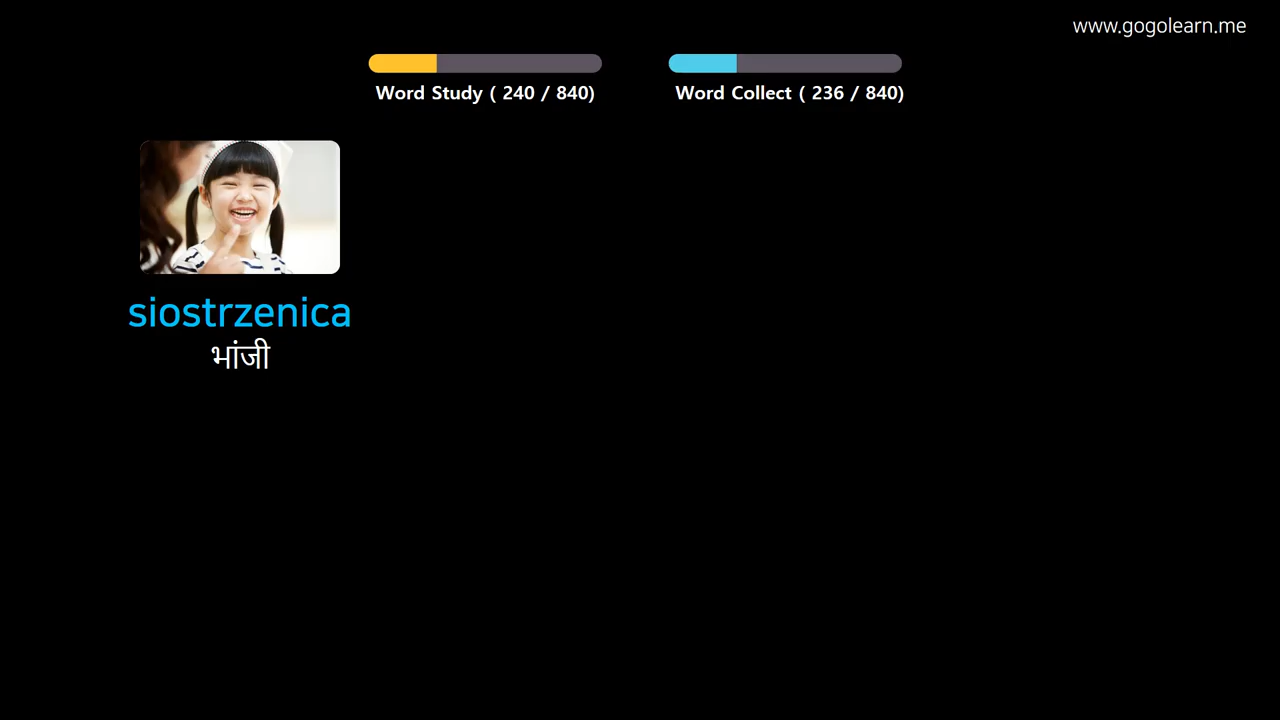 www.gogolearn.me
Word Study ( 240 / 840)
Word Collect ( 236 / 840)
siostrzenica
भांजी